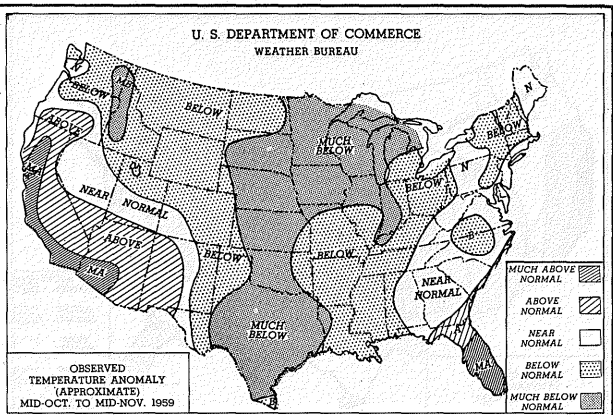 U. S. DEPARTMENT OF COMMERCE
WEATHER BUREAU
N
BELOW
MB
BELOW
ABOVE
MA
NEAR
NORMAL
ABOVE
MA
BELOW
MUCH
BELOW
MUCH
BELOW
BELOW
BELOW
BELOW
N
N
B
NEAR
NORMAL
A
MA
OBSERVED
TEMPERATURE ANOMALY
(APPROXIMATE)
MID-OCT. TO MID-NOV. 1959
MUCH ABOVE
NORMAL
ABOVE
NORMAL
NEAR
NORMAL
BELOW
NORMAL
MUCH BELOW
NORMAL